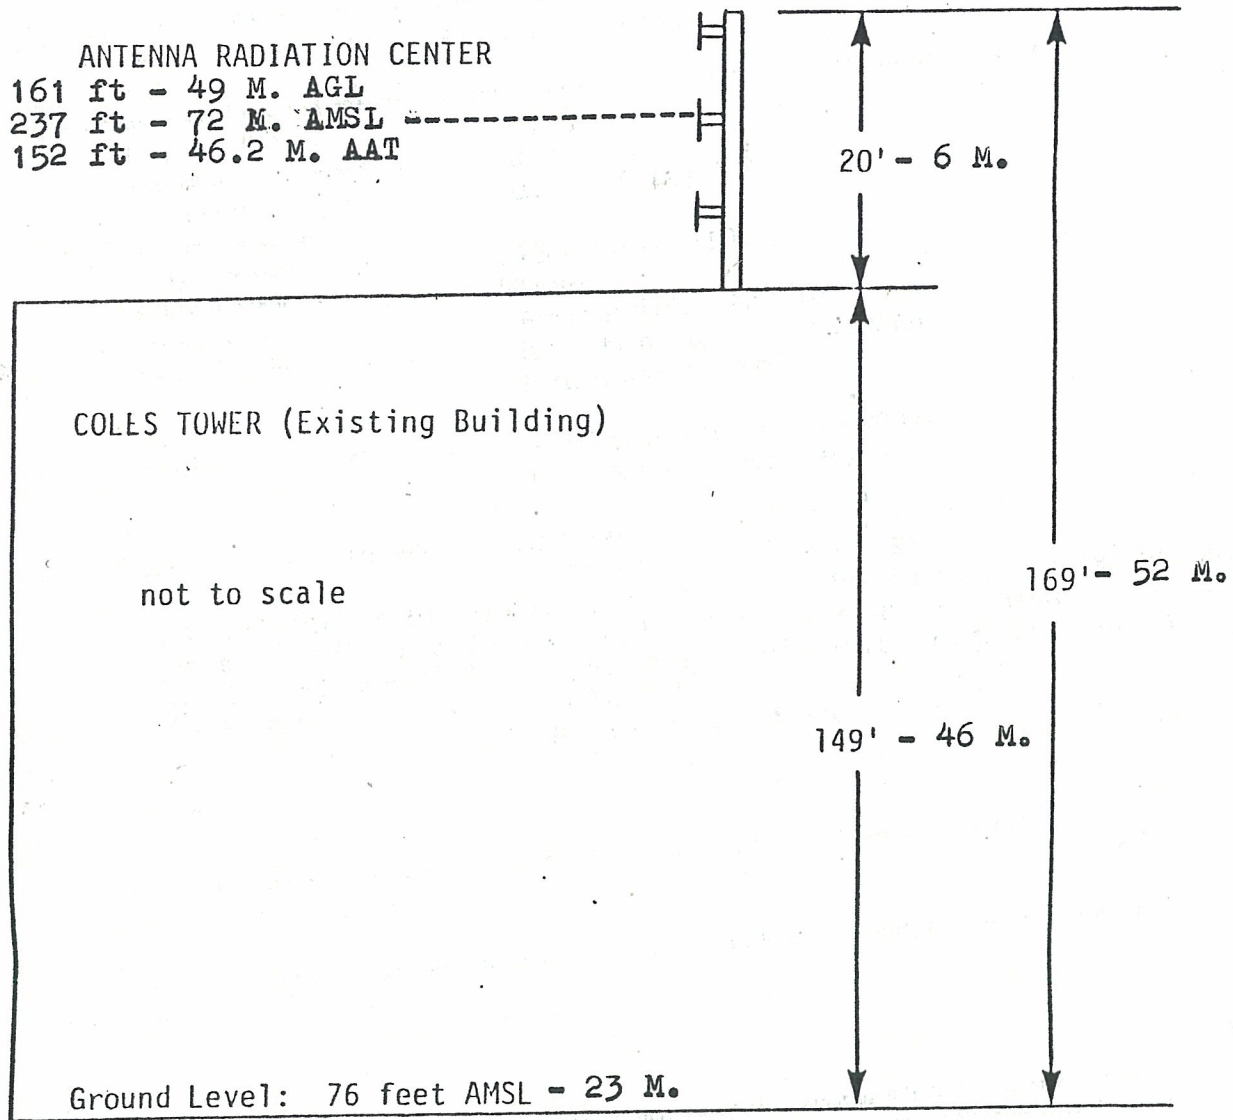 ANTENNA RADIATION CENTER
161 ft - 49 M. AGL
237 ft - 72 M. AMSL
152 ft - 46.2 M. AAT
20' - 6 M.
COLES TOWER (Existing Building)
not to scale
169' - 52 M.
149' - 46 M.
Ground Level: 76 feet AMSL - 23 M.